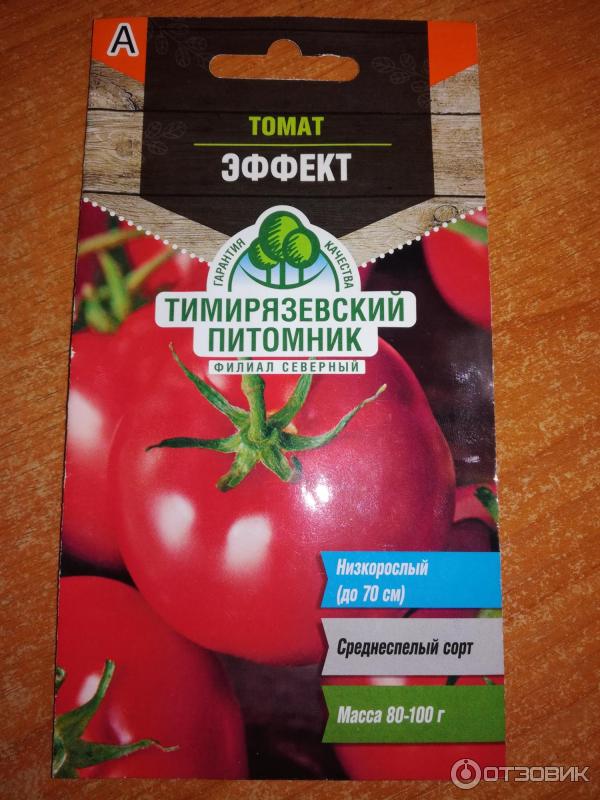 А
ТОМАТ
ЭФФЕКТ
ГАРАНТИЯ КАЧЕСТВА
ТИМИРЯЗЕВСКИЙ
ПИТОМНИК
ФИЛИАЛ СЕВЕРНЫЙ
Низкорослый
(до 70 см)
Среднеспелый сорт
Масса 80-100 г
ОТЗОВИК